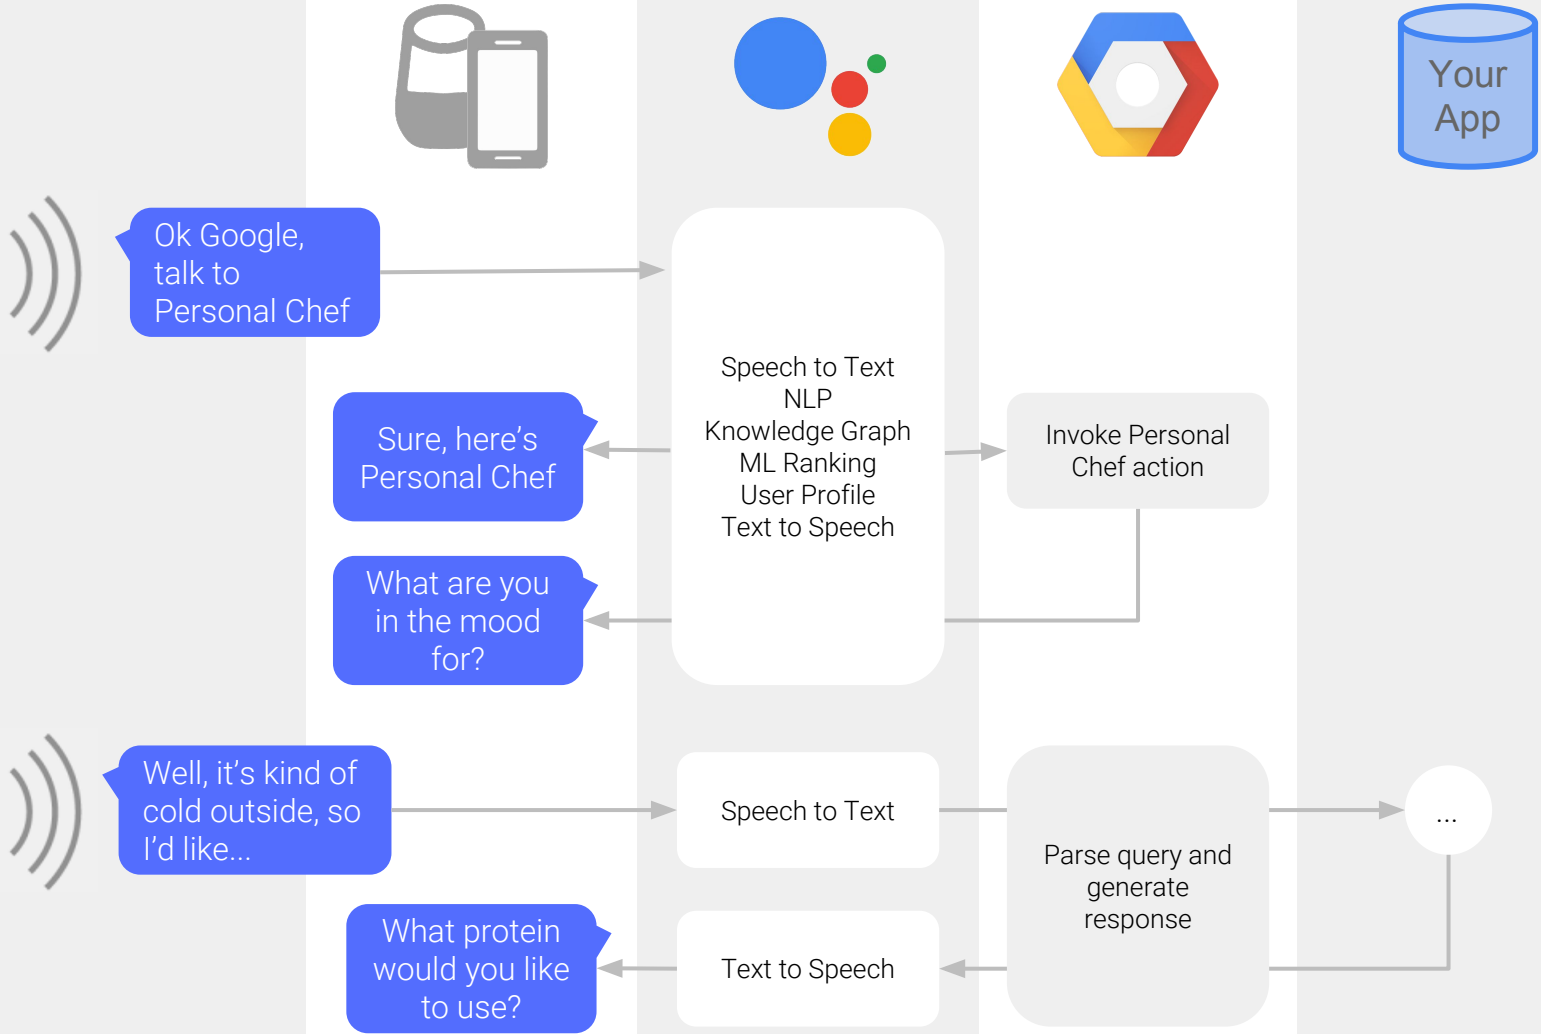 Your
App
Ok Google,
talk to
Personal Chef
Speech to Text
NLP
Knowledge Graph
ML Ranking
User Profile
Text to Speech
Sure, here’s
Personal Chef
Invoke Personal
Chef action
What are you
in the mood
for?
Well, it’s kind of
cold outside, so
I’d like...
Speech to Text
...
Parse query and
generate
response
What protein
would you like
to use?
Text to Speech